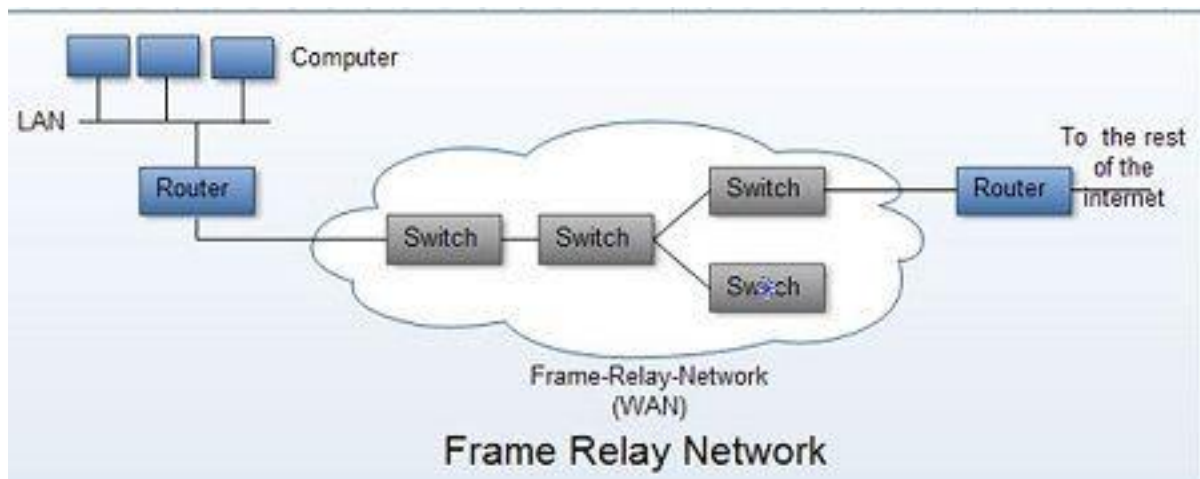 Computer
LAN
To the rest
of the
internet
Router
Switch
Router
Switch
Switch
Switch
Frame-Relay-Network
(WAN)
Frame Relay Network